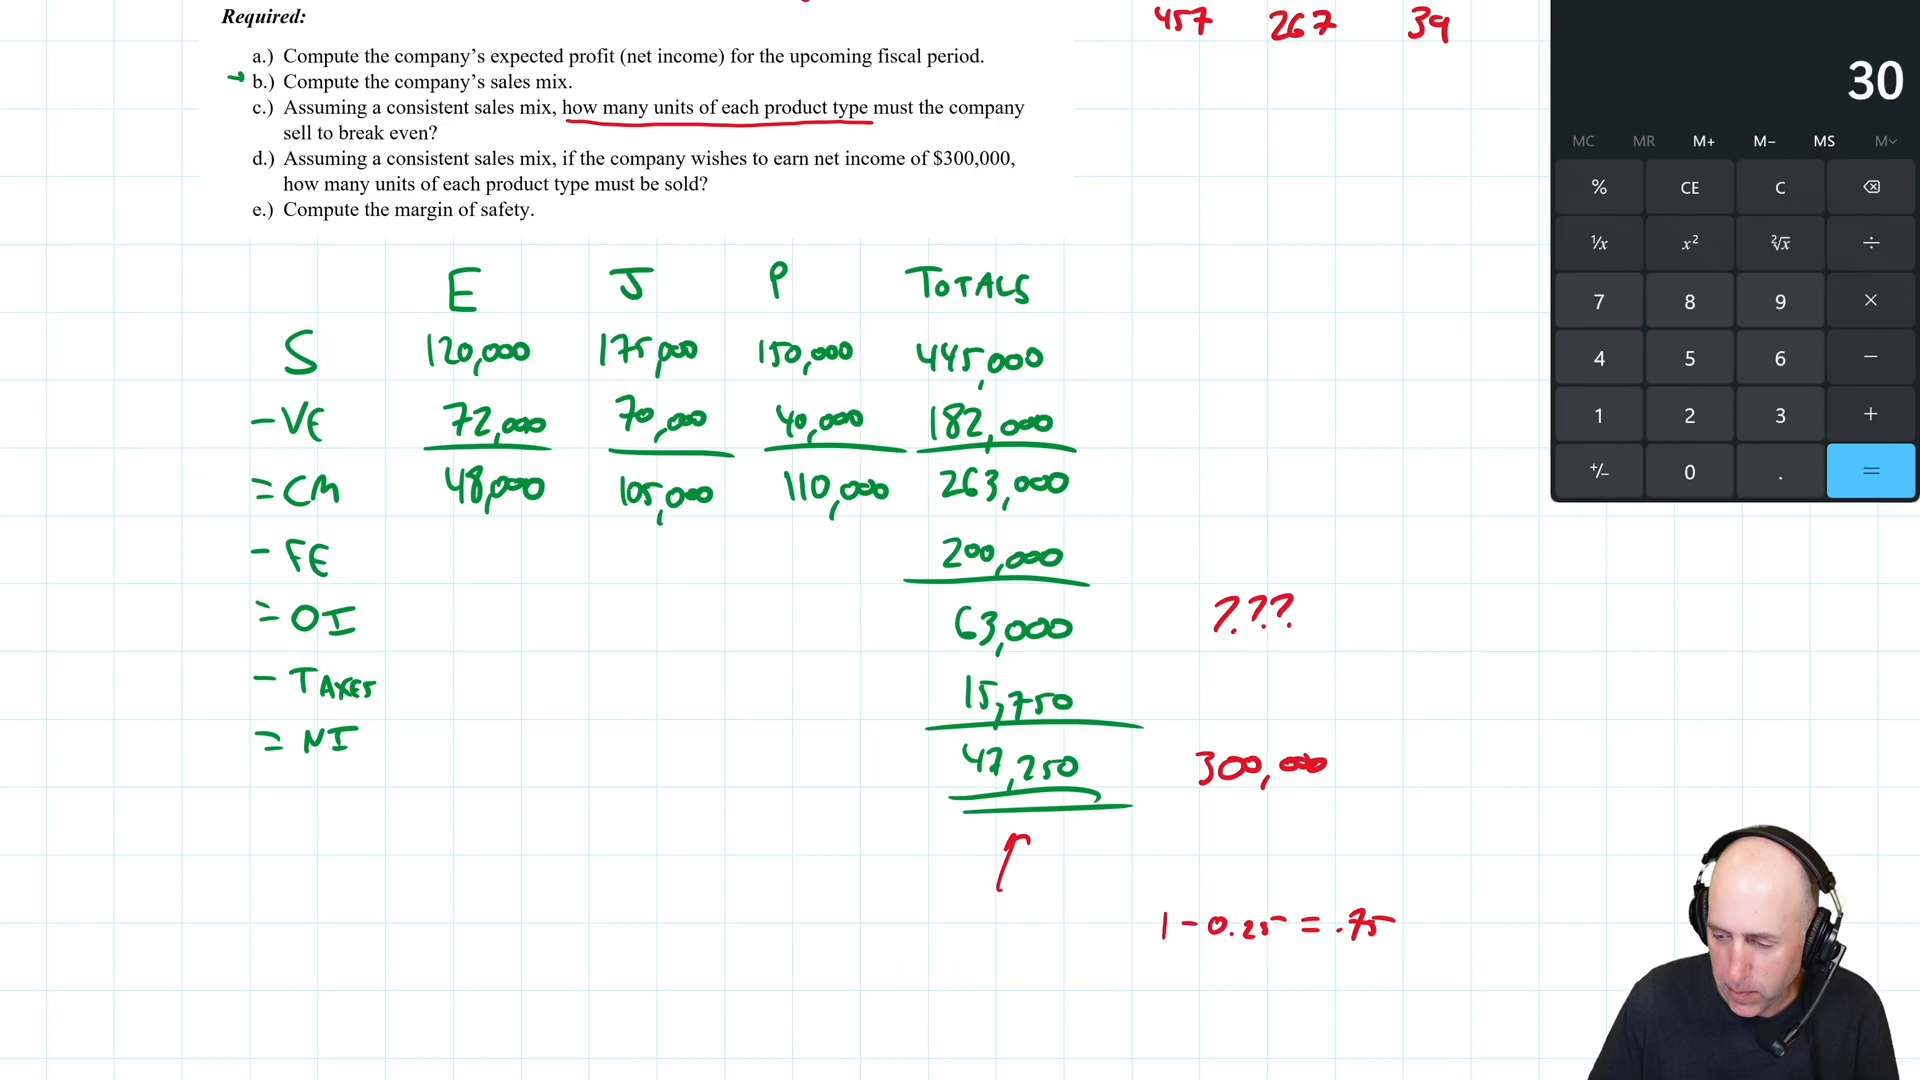 Required:
457 267 39
a.) Compute the company's expected profit (net income) for the upcoming fiscal period.
→ b.) Compute the company's sales mix.
c.) Assuming a consistent sales mix, how many units of each product type must the company
sell to break even?
d.) Assuming a consistent sales mix, if the company wishes to earn net income of $300,000,
how many units of each product type must be sold?
e.) Compute the margin of safety.
E J P TOTALS
S 120,000 175,000 150,000 445,000
- VE 72,000 70,000 40,000 182,000
= CM 48,000 105,000 110,000 263,000
- FE 200,000
= OI 63,000 ???
- TAXES 15,750
= NI 47,250 300,000
1 - 0.25 = .75
30
MC MR M+ M− MS M˅
% CE C ⌫
¹/x x² ²√x ÷
7 8 9 ×
4 5 6 −
1 2 3 +
+/− 0 . =